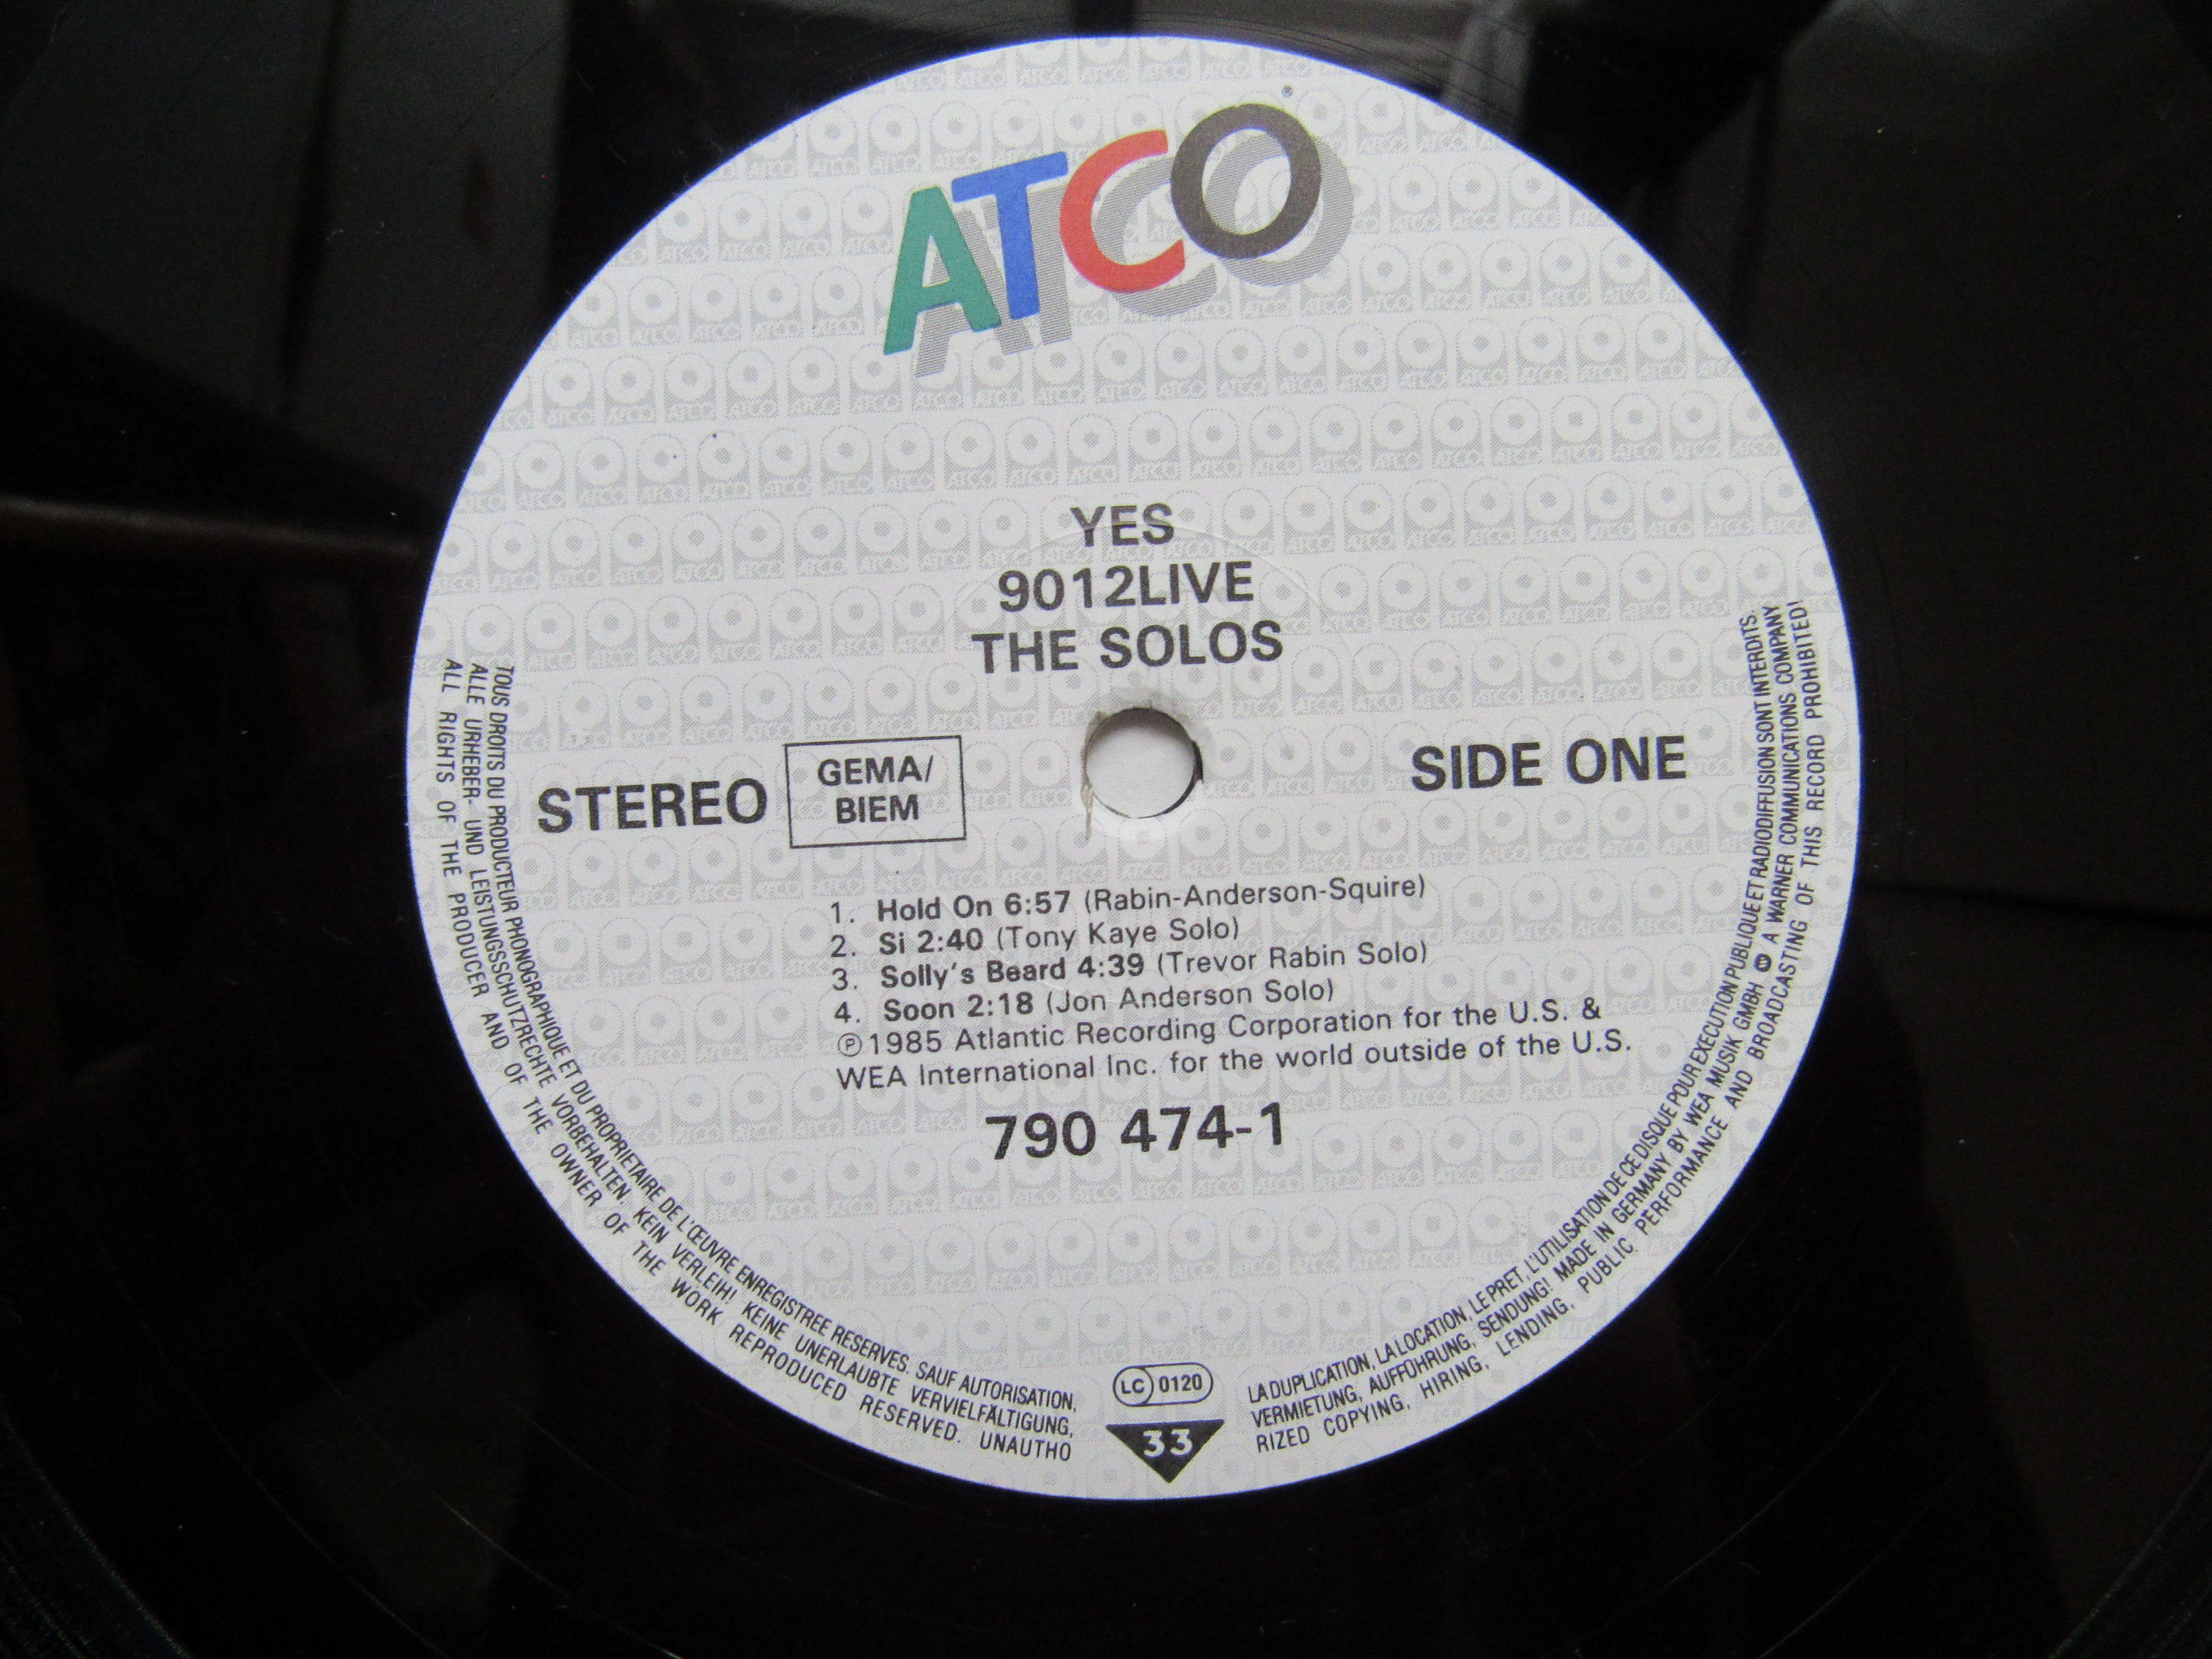 ATCO
YES
9012LIVE
THE SOLOS
STEREO
GEMA/
BIEM
SIDE ONE
1. Hold On 6:57 (Rabin-Anderson-Squire)
2. Si 2:40 (Tony Kaye Solo)
3. Solly's Beard 4:39 (Trevor Rabin Solo)
4. Soon 2:18 (Jon Anderson Solo)
Ⓟ1985 Atlantic Recording Corporation for the U.S. &
WEA International Inc. for the world outside of the U.S.
790 474-1
TOUS DROITS DU PRODUCTEUR PHONOGRAPHIQUE ET DU PROPRIETAIRE DE L'ŒUVRE ENREGISTREE RESERVES. SAUF AUTORISATION,
LA DUPLICATION, LA LOCATION, LE PRET, L'UTILISATION DE CE DISQUE POUR EXECUTION PUBLIQUE ET RADIODIFFUSION SONT INTERDITS.
ALLE URHEBER- UND LEISTUNGSSCHUTZRECHTE VORBEHALTEN. KEIN VERLEIH! KEINE UNERLAUBTE VERVIELFÄLTIGUNG,
VERMIETUNG, AUFFÜHRUNG, SENDUNG! MADE IN GERMANY BY WEA MUSIK GMBH A WARNER COMMUNICATIONS COMPANY
ALL RIGHTS OF THE PRODUCER AND OF THE OWNER OF THE WORK REPRODUCED RESERVED. UNAUTHO
RIZED COPYING, HIRING, LENDING, PUBLIC PERFORMANCE AND BROADCASTING OF THIS RECORD PROHIBITED!
LC 0120
33